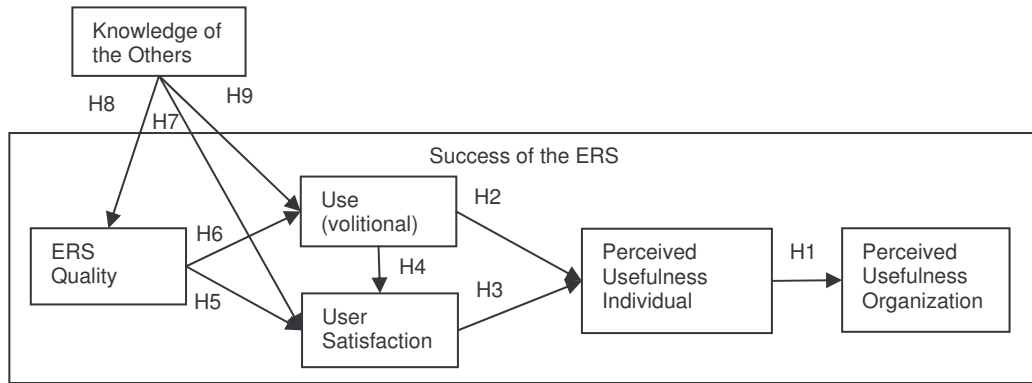 Knowledge of
the Others
H8
H7
H9
Success of the ERS
Use
(volitional)
H2
ERS
Quality
H6
H5
H4
User
Satisfaction
H3
Perceived
Usefulness
Individual
H1
Perceived
Usefulness
Organization